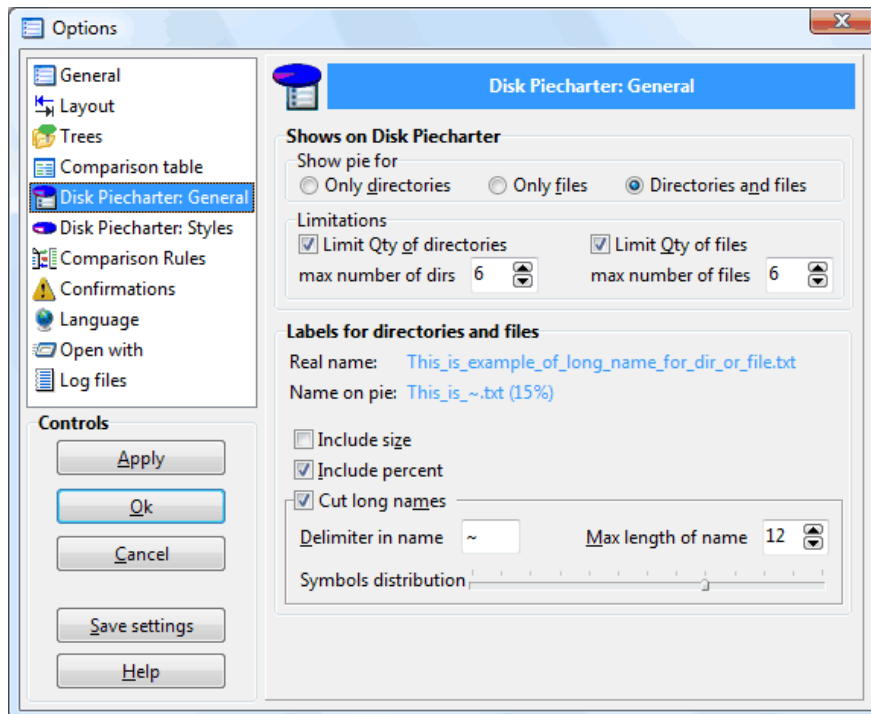 Options
X
General
Layout
Trees
Comparison table
Disk Piecharter: General
Disk Piecharter: Styles
Comparison Rules
Confirmations
Language
Open with
Log files
Controls
Apply
Ok
Cancel
Save settings
Help
Disk Piecharter: General
Shows on Disk Piecharter
Show pie for
Only directories Only files Directories and files
Limitations
Limit Qty of directories Limit Qty of files
max number of dirs 6 max number of files 6
Labels for directories and files
Real name: This_is_example_of_long_name_for_dir_or_file.txt
Name on pie: This_is_~.txt (15%)
Include size
Include percent
Cut long names
Delimiter in name ~ Max length of name 12
Symbols distribution